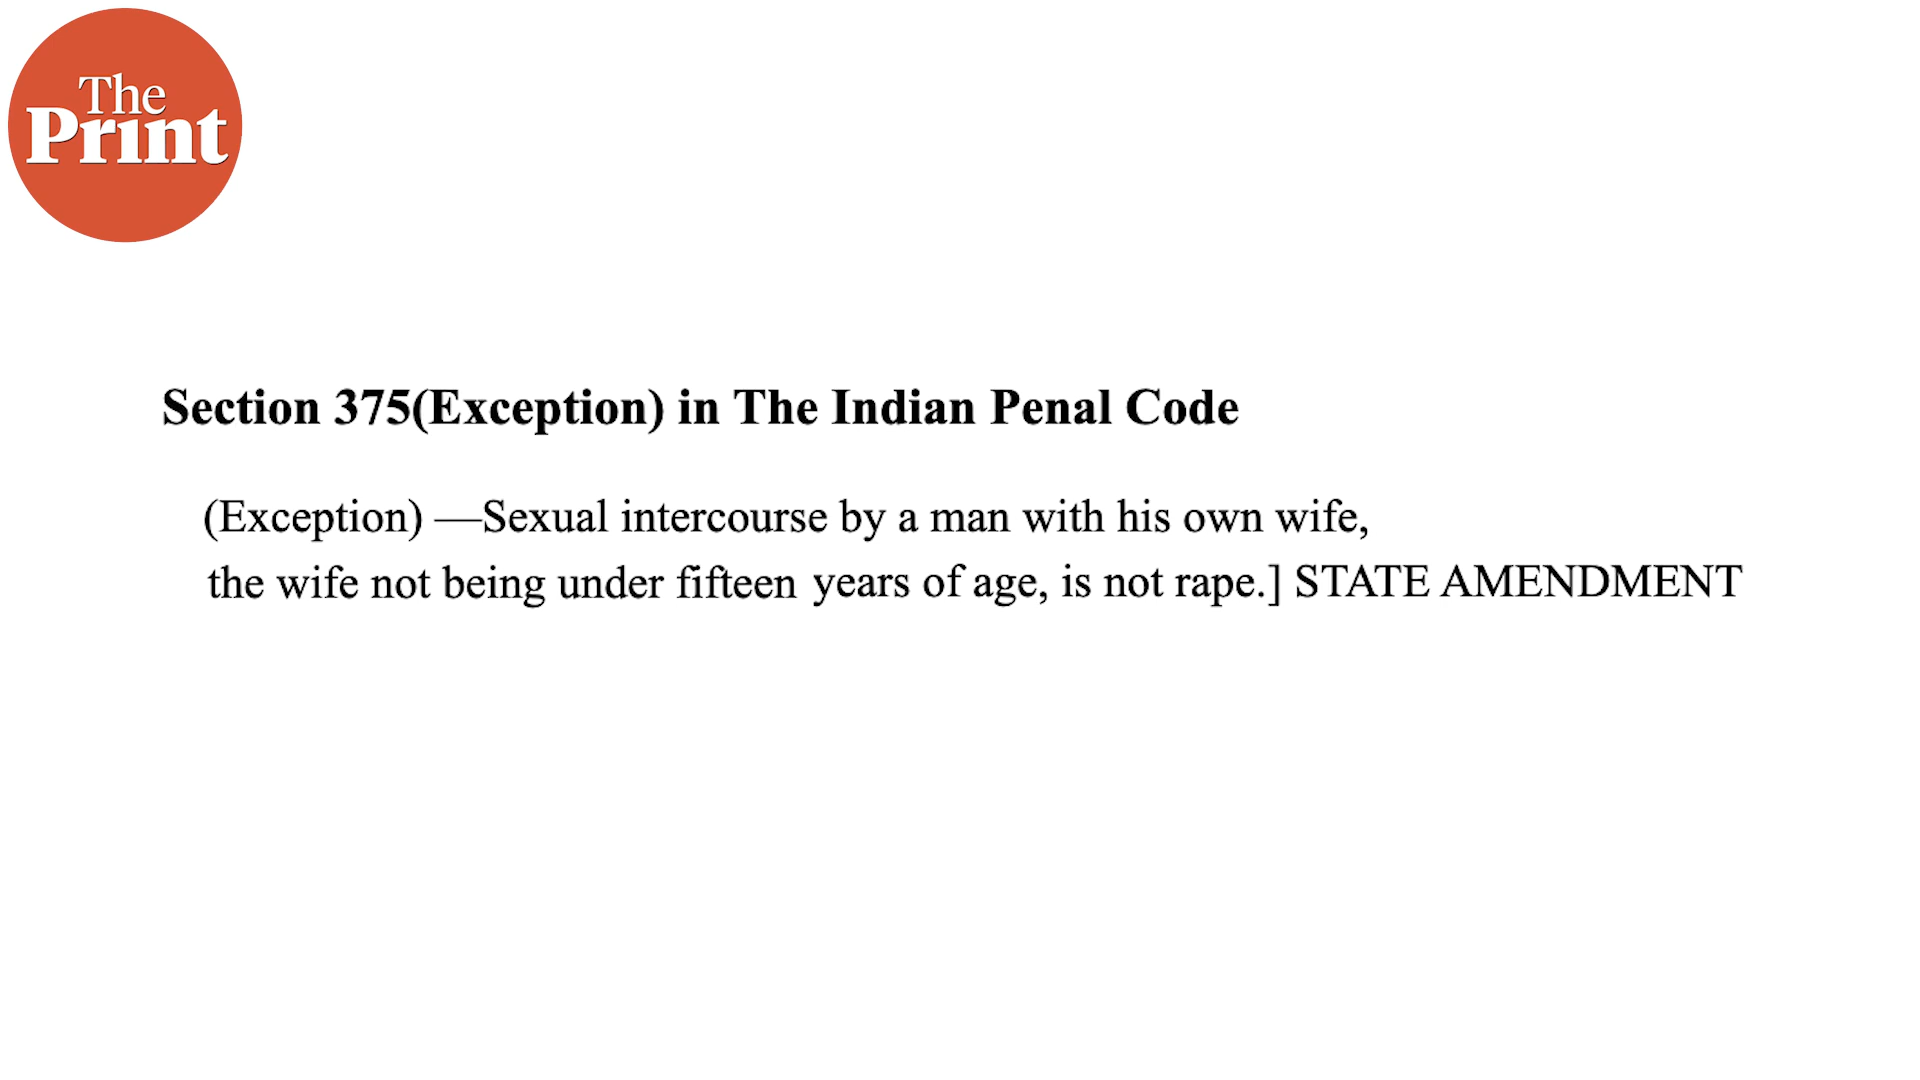 The
Print
Section 375(Exception) in The Indian Penal Code
(Exception) —Sexual intercourse by a man with his own wife,
the wife not being under fifteen years of age, is not rape.] STATE AMENDMENT